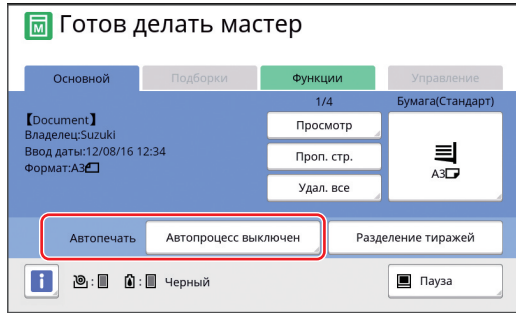 Готов делать мастер
Основной
Подборки
Функции
Управление
【Document】
Владелец:Suzuki
Ввод даты:12/08/16 12:34
Формат:A3
1/4
Просмотр
Проп. стр.
Удал. все
Бумага(Стандарт)
A3
Автопечать
Автопроцесс выключен
Разделение тиражей
i
: : Черный
Пауза